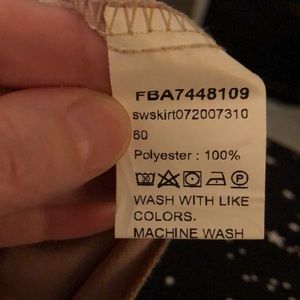 FBA7448109
swskirt072007310
60
Polyester : 100%
WASH WITH LIKE
COLORS.
MACHINE WASH